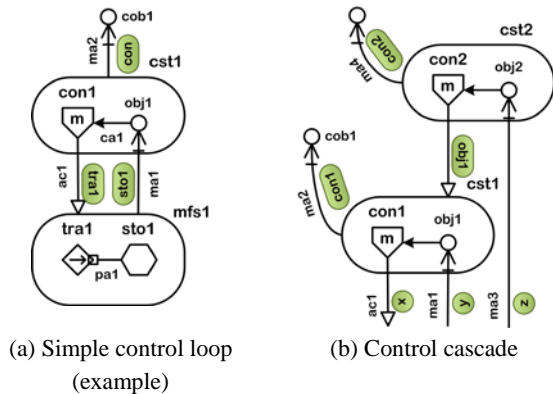 cob1
ma2
con
cst1
con1
obj1
m
ca1
ac1
tra1
sto1
ma1
mfs1
tra1
sto1
pa1
(a) Simple control loop
(example)
cst2
con2
ma4
con2
obj2
m
cob1
obj1
cst1
con1
ma2
con1
obj1
m
ac1
x
ma1
y
ma3
z
(b) Control cascade